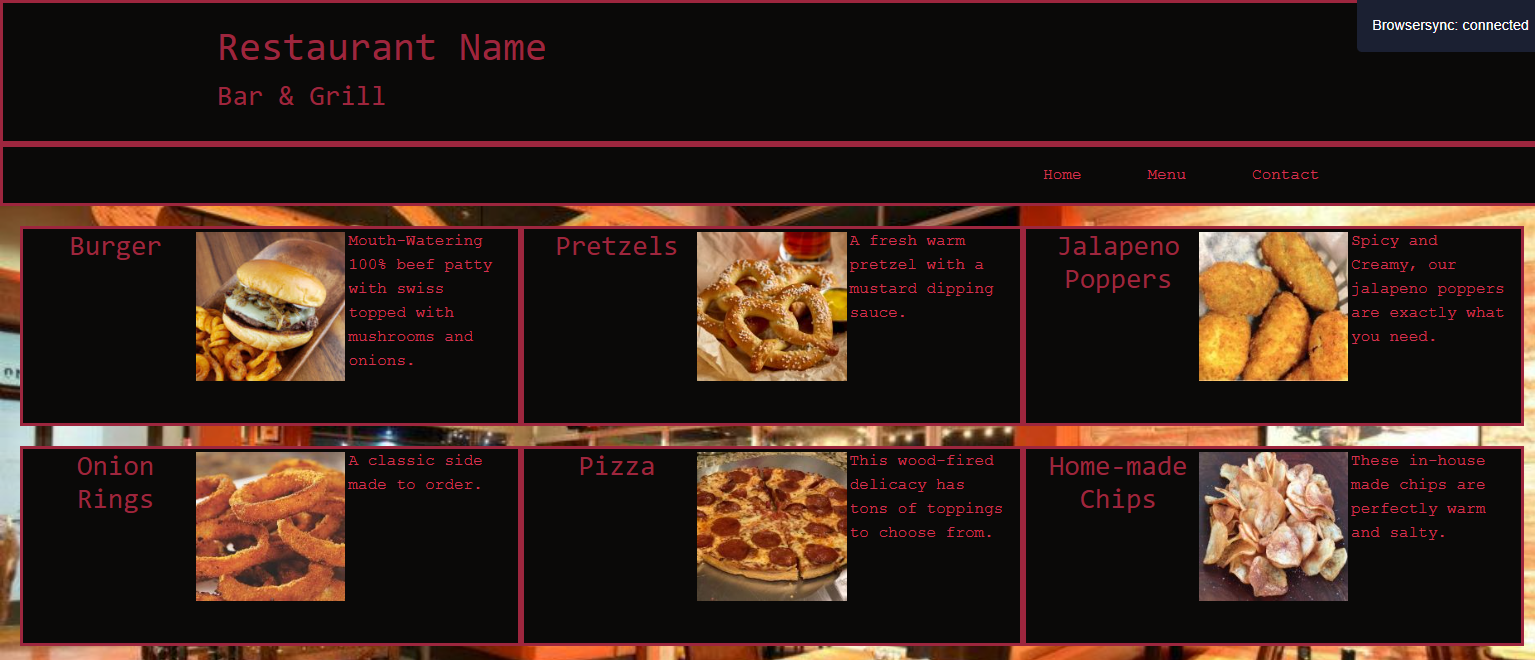 Restaurant Name
Browsersync: connected
Bar & Grill
Home
Menu
Contact
Burger
Mouth-Watering
100% beef patty
with swiss
topped with
mushrooms and
onions.
Pretzels
A fresh warm
pretzel with a
mustard dipping
sauce.
Jalapeno
Poppers
Spicy and
Creamy, our
jalapeno poppers
are exactly what
you need.
Onion
Rings
A classic side
made to order.
Pizza
This wood-fired
delicacy has
tons of toppings
to choose from.
Home-made
Chips
These in-house
made chips are
perfectly warm
and salty.